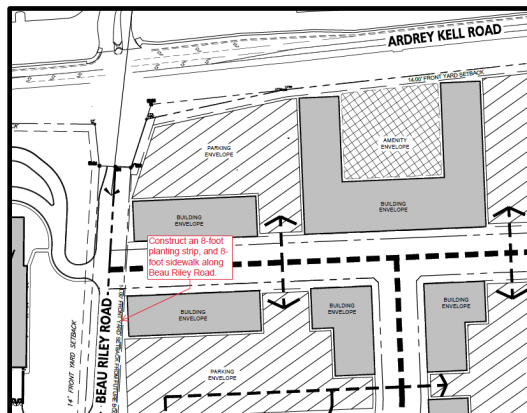 ARDREY KELL ROAD
14.00' FRONT YARD SETBACK
PARKING
ENVELOPE
AMENITY
ENVELOPE
BUILDING
ENVELOPE
BUILDING
ENVELOPE
Construct an 8-foot
planting strip, and 8-
foot sidewalk along
Beau Riley Road.
BUILDING
ENVELOPE
BUILDING
ENVELOPE
BUILDING
ENVELOPE
PARKING
ENVELOPE
BEAU RILEY ROAD
14' FRONT YARD SETBACK